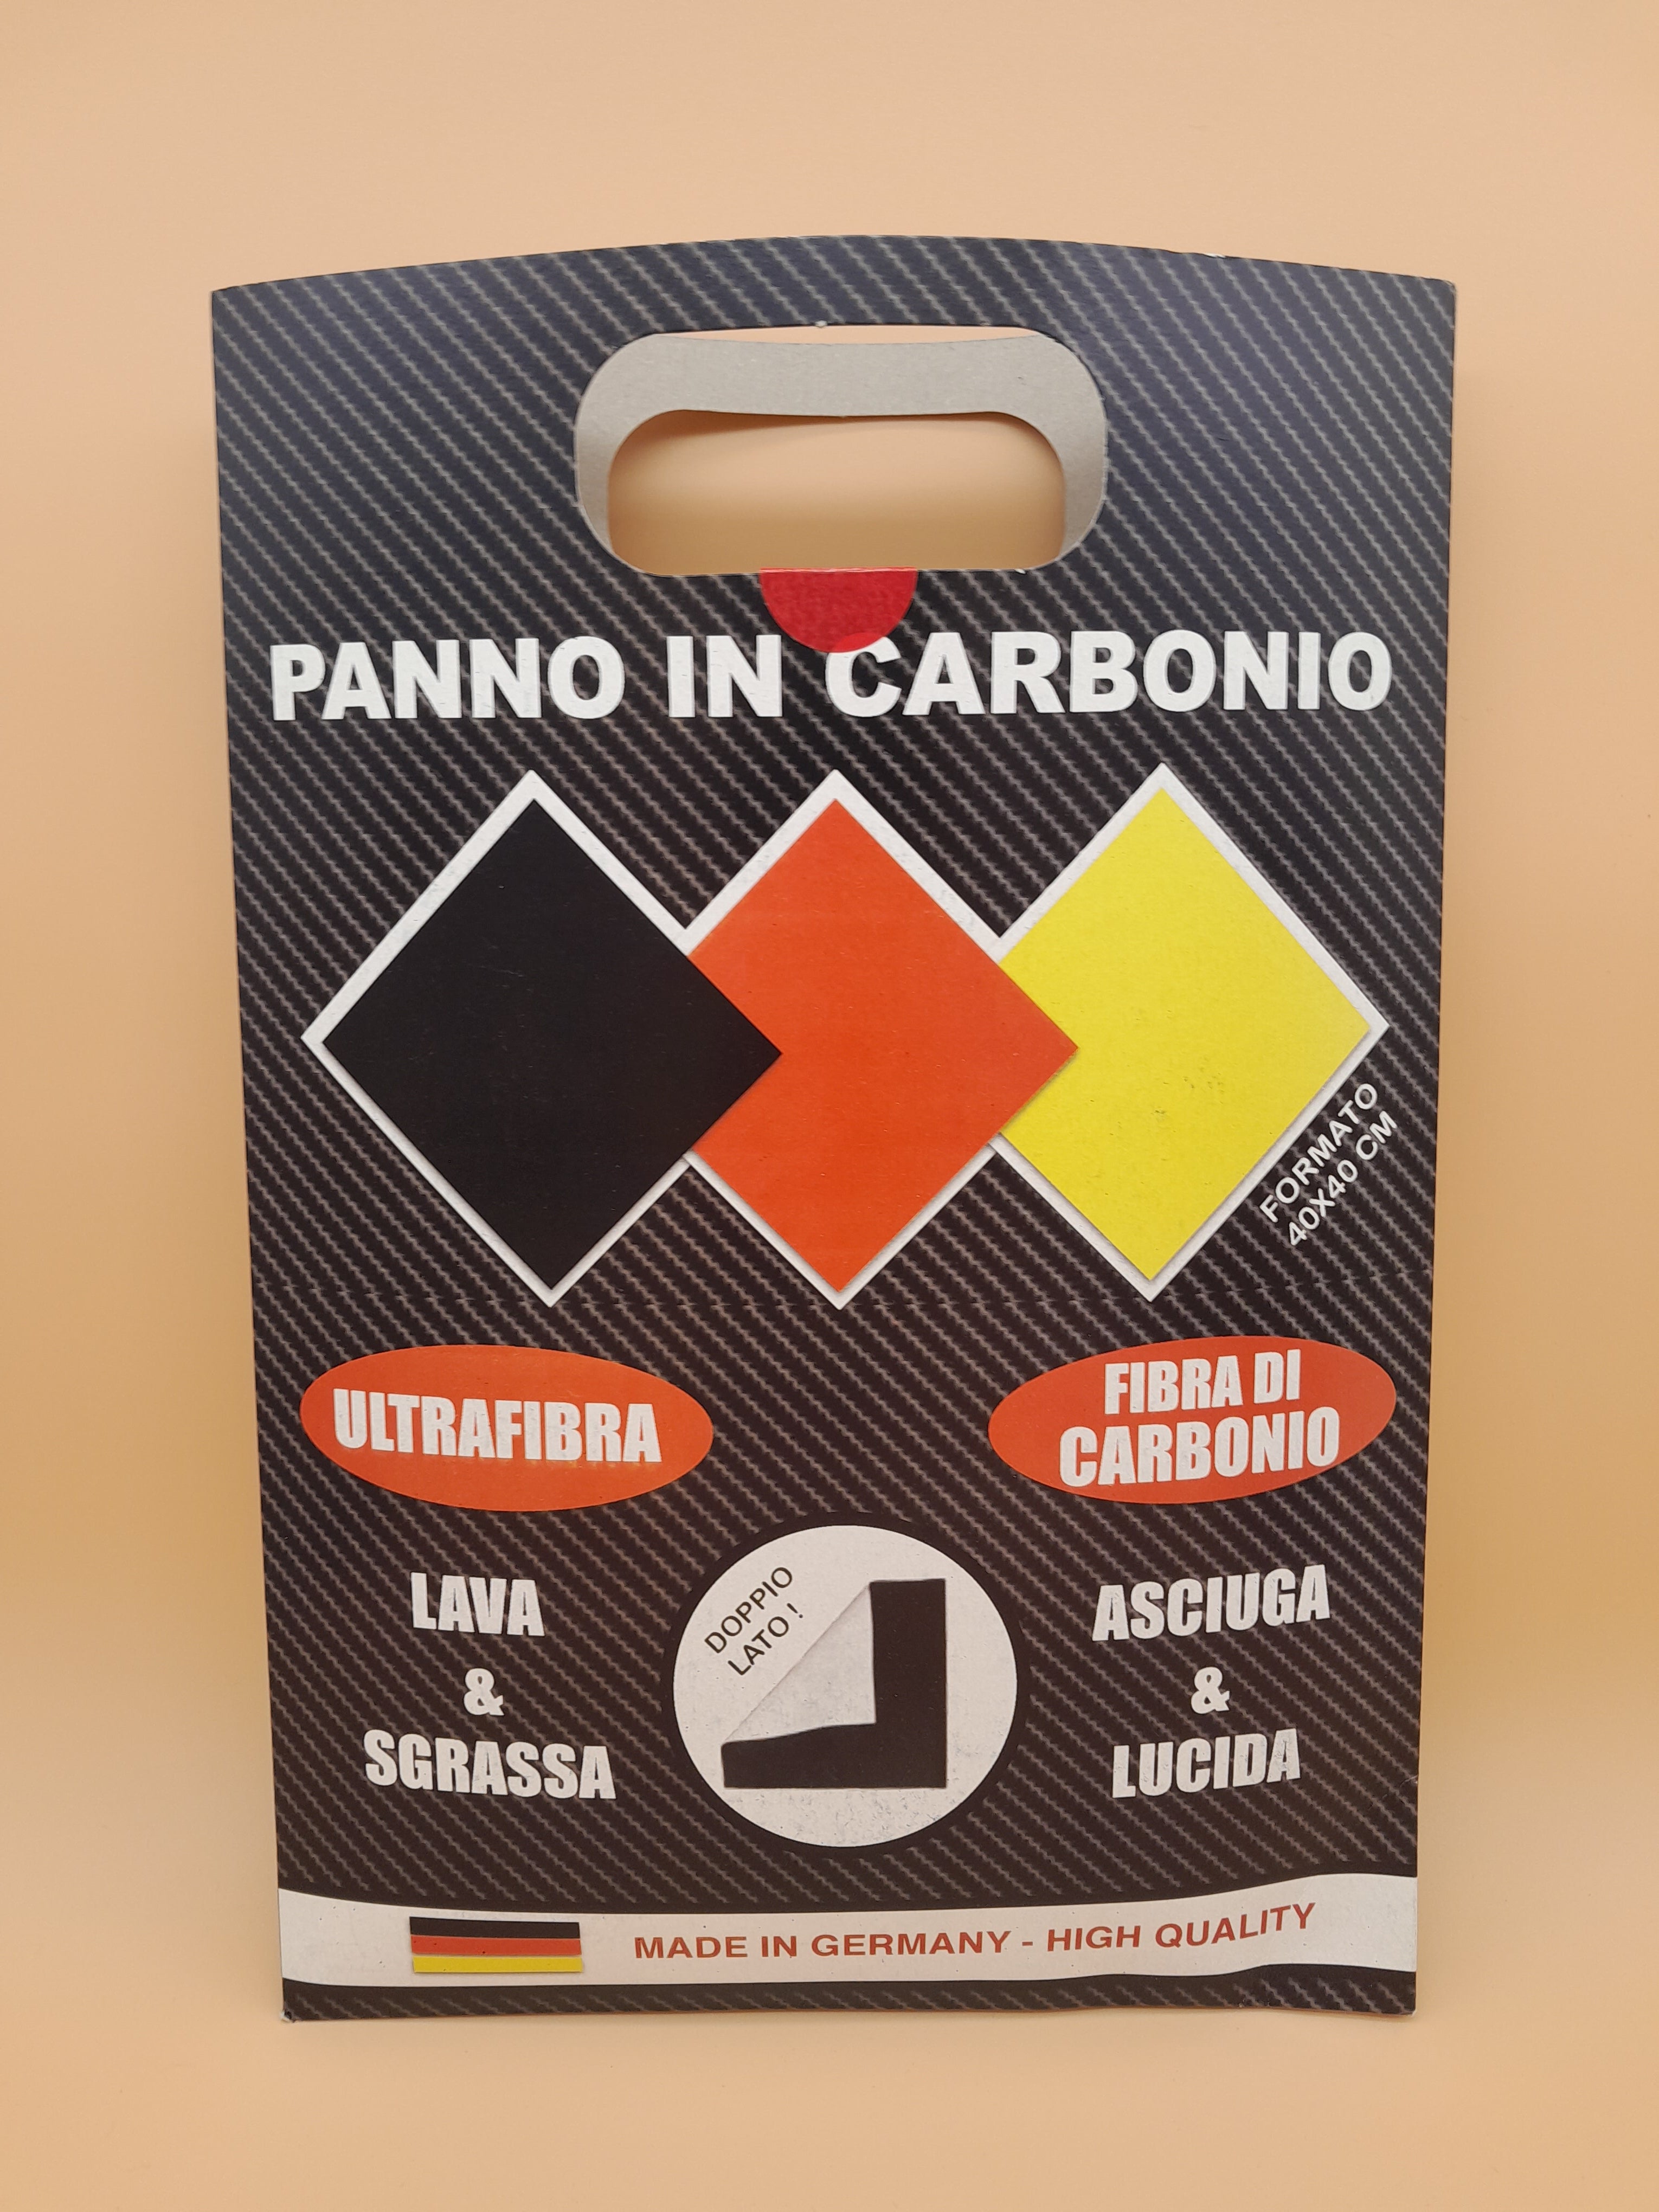 PANNO IN CARBONIO
FORMATO
40X40 CM
ULTRAFIBRA
FIBRA DI
CARBONIO
LAVA
&
SGRASSA
DOPPIO
LATO !
ASCIUGA
&
LUCIDA
MADE IN GERMANY - HIGH QUALITY